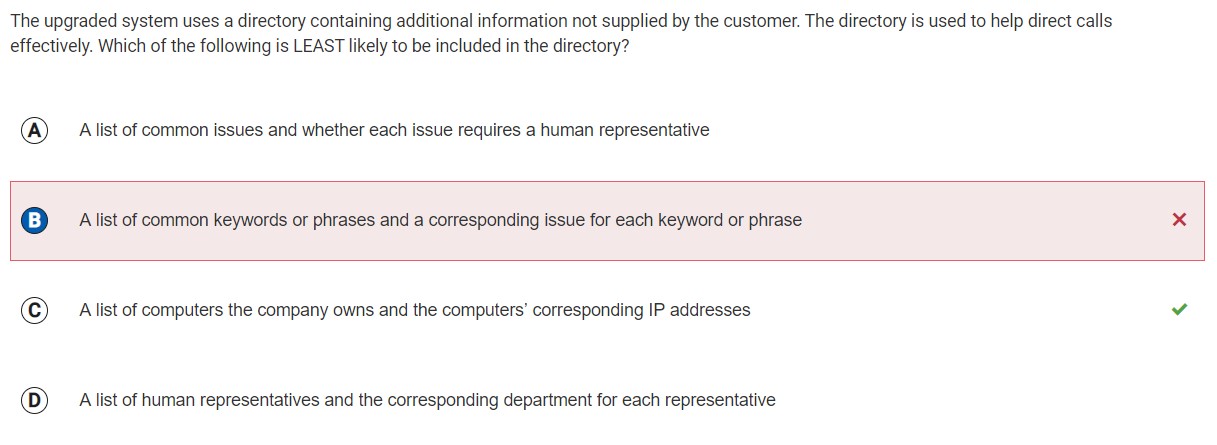 The upgraded system uses a directory containing additional information not supplied by the customer. The directory is used to help direct calls
effectively. Which of the following is LEAST likely to be included in the directory?
A A list of common issues and whether each issue requires a human representative
B A list of common keywords or phrases and a corresponding issue for each keyword or phrase
C A list of computers the company owns and the computers’ corresponding IP addresses
D A list of human representatives and the corresponding department for each representative